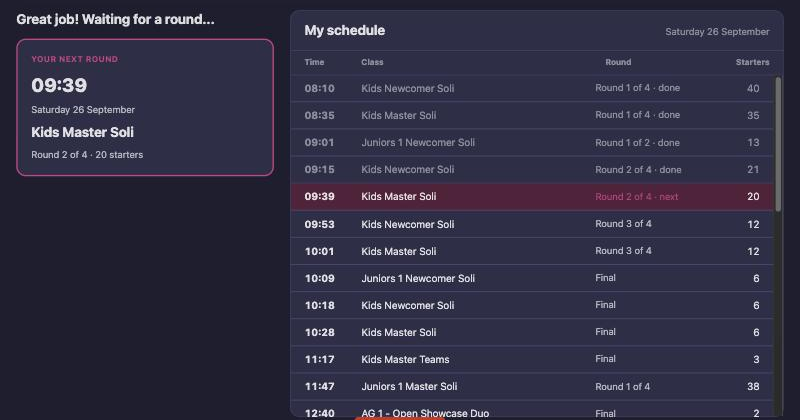 Great job! Waiting for a round...
YOUR NEXT ROUND
09:39
Saturday 26 September
Kids Master Soli
Round 2 of 4 · 20 starters
My schedule Saturday 26 September
Time Class Round Starters
08:10 Kids Newcomer Soli Round 1 of 4 · done 40
08:35 Kids Master Soli Round 1 of 4 · done 35
09:01 Juniors 1 Newcomer Soli Round 1 of 2 · done 13
09:15 Kids Newcomer Soli Round 2 of 4 · done 21
09:39 Kids Master Soli Round 2 of 4 · next 20
09:53 Kids Newcomer Soli Round 3 of 4 12
10:01 Kids Master Soli Round 3 of 4 12
10:09 Juniors 1 Newcomer Soli Final 6
10:18 Kids Newcomer Soli Final 6
10:28 Kids Master Soli Final 6
11:17 Kids Master Teams Final 3
11:47 Juniors 1 Master Soli Round 1 of 4 38
12:40 AG 1 - Open Showcase Duo Final 2